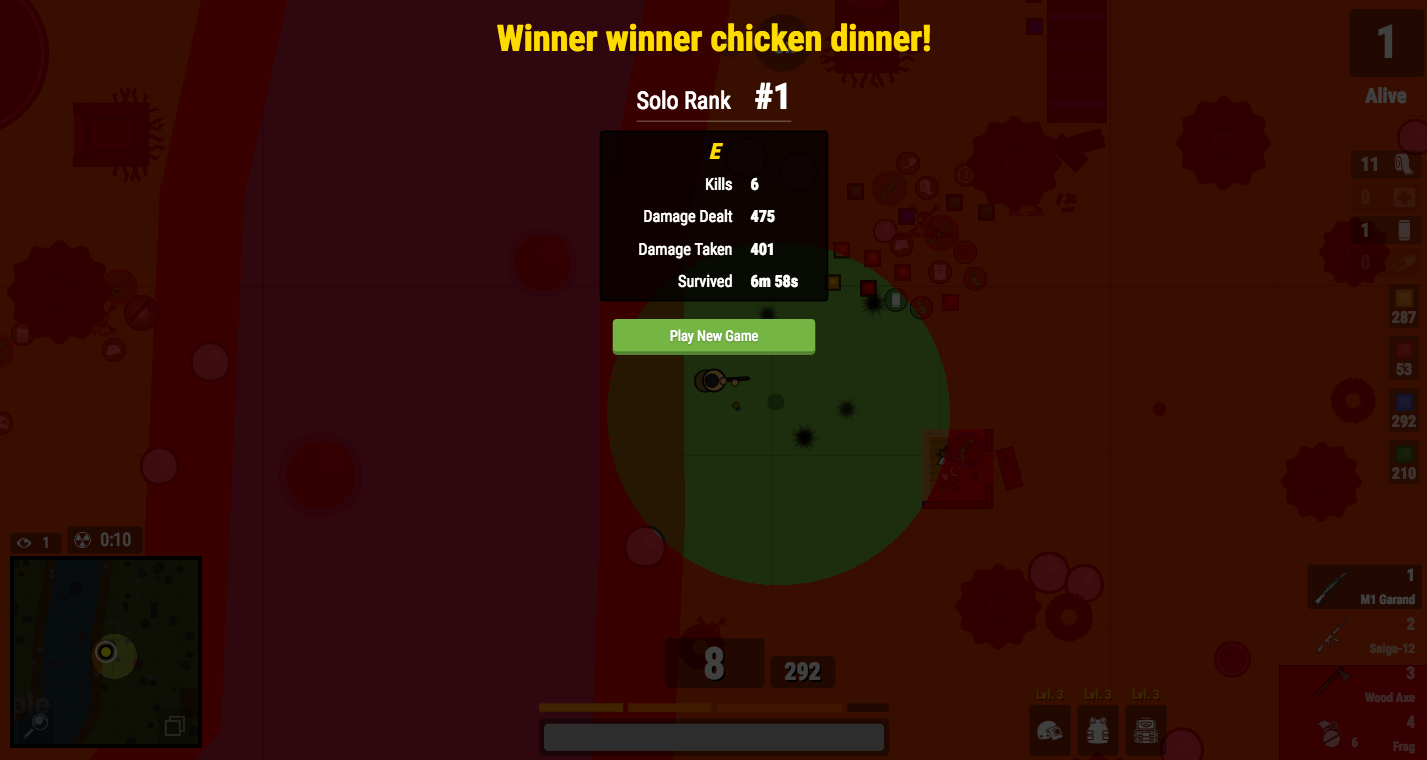 Winner winner chicken dinner!
Solo Rank #1
E
Kills 6
Damage Dealt 475
Damage Taken 401
Survived 6m 58s
Play New Game
1
Alive
11
0
1
0
287
53
292
210
1 0:10
8 292
Lvl. 3 Lvl. 3 Lvl. 3
1
M1 Garand
2
Saiga-12
3
Wood Axe
4
6 Frag